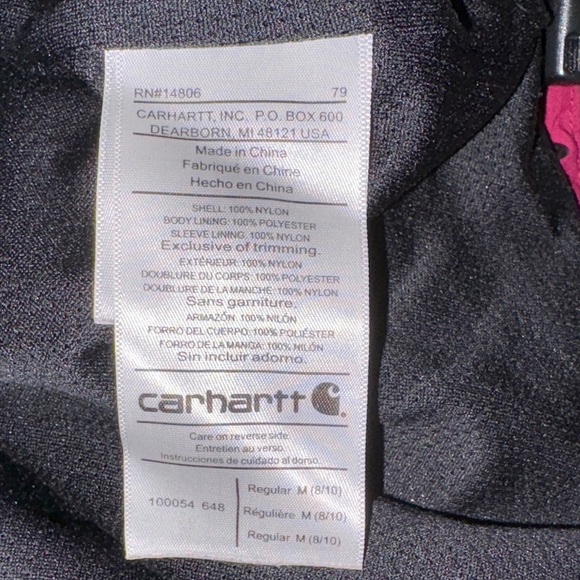 RN#14806 79
CARHARTT, INC. P.O. BOX 600
DEARBORN, MI 48121 USA
Made in China
Fabriqué en Chine
Hecho en China
SHELL: 100% NYLON
BODY LINING: 100% POLYESTER
SLEEVE LINING: 100% NYLON
Exclusive of trimming.
EXTÉRIEUR: 100% NYLON
DOUBLURE DU CORPS: 100% POLYESTER
DOUBLURE DE LA MANCHE: 100% NYLON
Sans garniture.
ARMAZÓN: 100% NILÓN
FORRO DEL CUERPO: 100% POLIÉSTER
FORRO DE LA MANGA: 100% NILÓN
Sin incluir adorno.
carhartt
Care on reverse side.
Entretien au verso.
Instrucciones de cuidado al dorso.
100054 648
Regular M (8/10)
Régulière M (8/10)
Regular M (8/10)